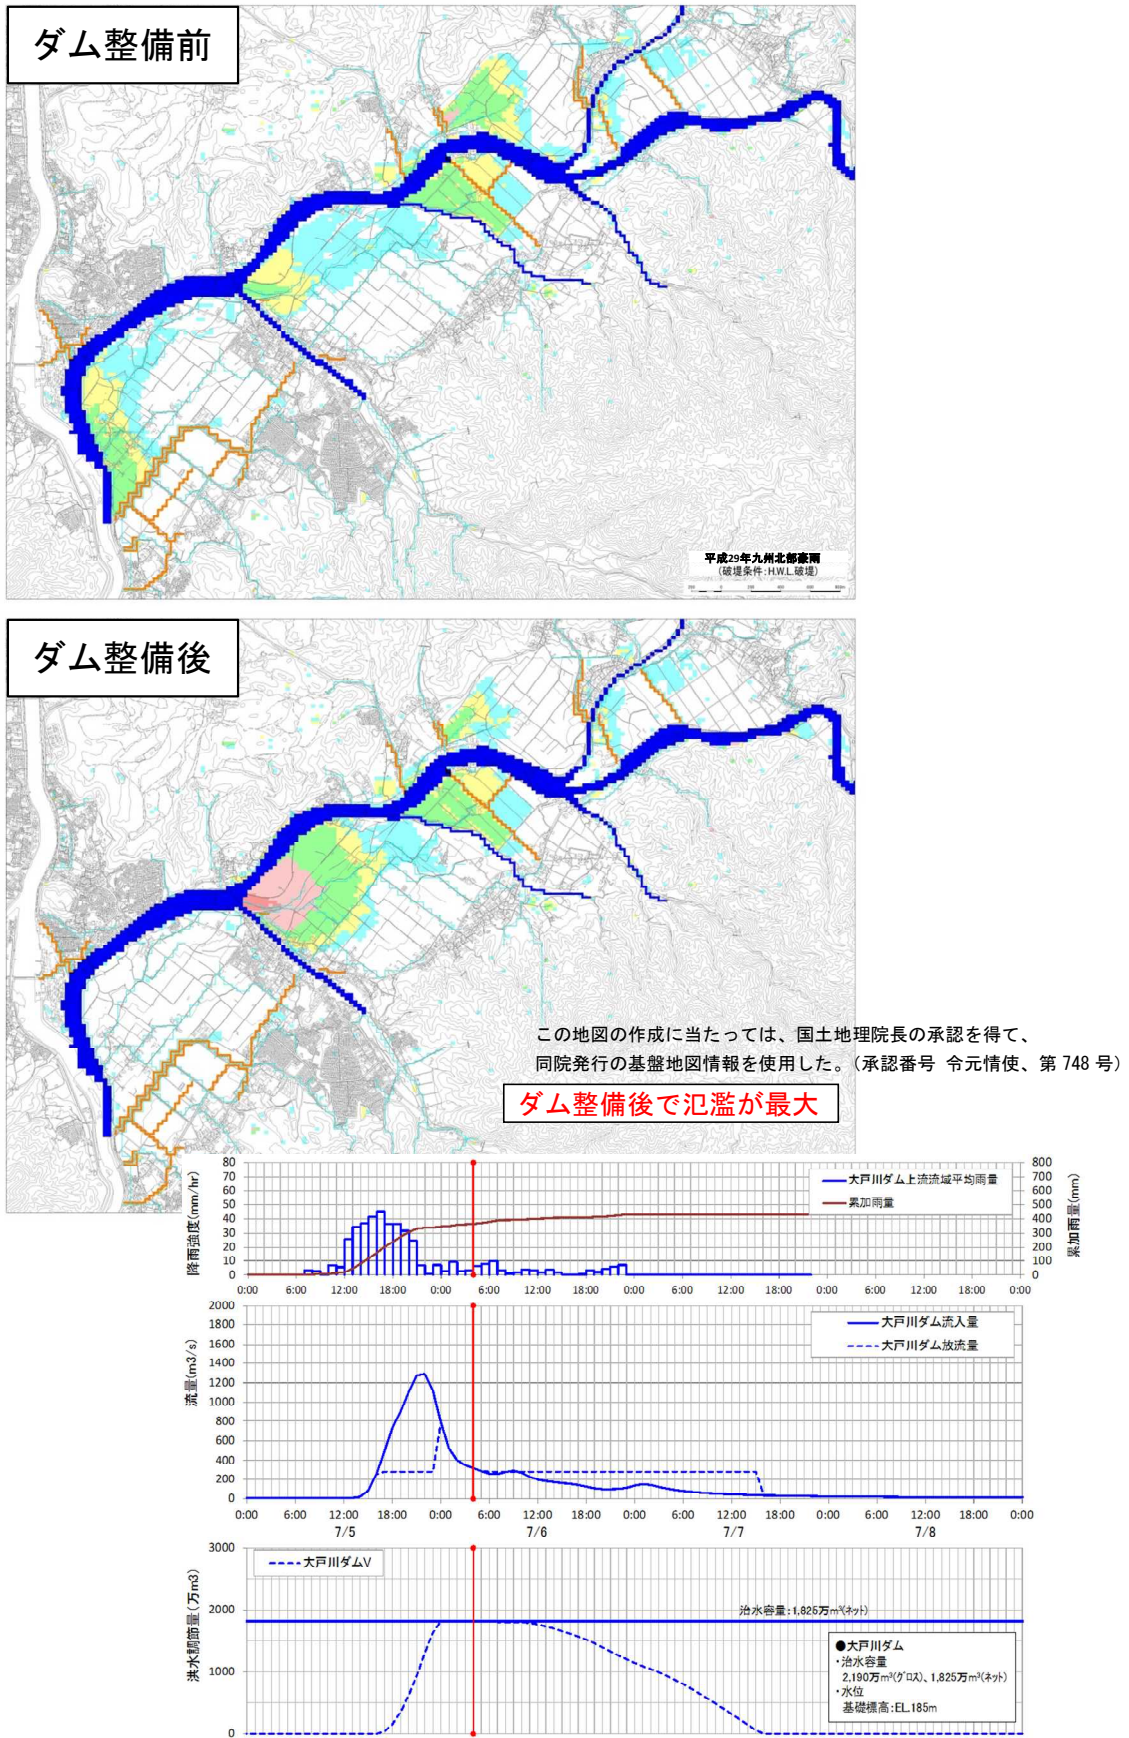 ダム整備前
平成29年九州北部豪雨
(破堤条件:H.W.L.破堤)
ダム整備後
この地図の作成に当たっては、国土地理院長の承認を得て、
同院発行の基盤地図情報を使用した。（承認番号 令元情使、第 748 号）
ダム整備後で氾濫が最大
降雨強度(mm/hr)
80
70
60
50
40
30
20
10
0
大戸川ダム上流流域平均雨量
累加雨量
800
700
600
500
400
300
200
100
0
累加雨量(mm)
0:00 6:00 12:00 18:00 0:00 6:00 12:00 18:00 0:00 6:00 12:00 18:00 0:00 6:00 12:00 18:00 0:00
流量(m3/s)
2000
1800
1600
1400
1200
1000
800
600
400
200
0
大戸川ダム流入量
大戸川ダム放流量
0:00 6:00 12:00 18:00 0:00 6:00 12:00 18:00 0:00 6:00 12:00 18:00 0:00 6:00 12:00 18:00 0:00
7/5 7/6 7/7 7/8
洪水調節量(万m3)
3000
2000
1000
0
大戸川ダムV
治水容量:1,825万m³(ネット)
●大戸川ダム
・治水容量
2,190万m³(グロス)、1,825万m³(ネット)
・水位
基礎標高:EL.185m